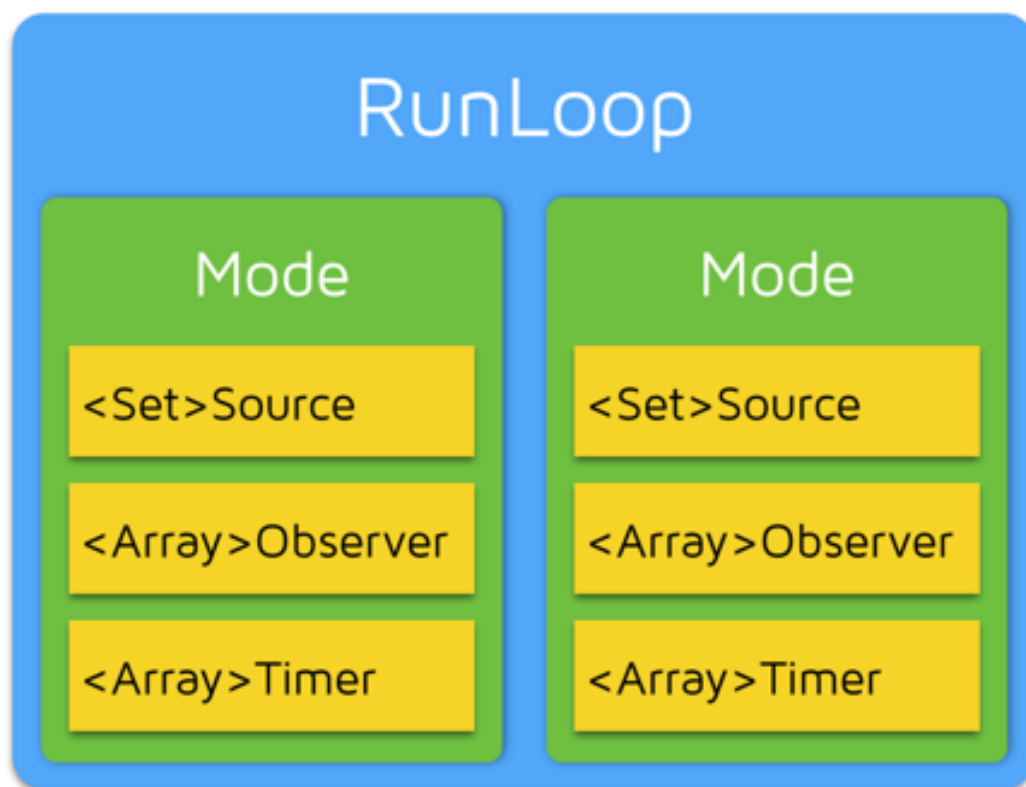 RunLoop
Mode
<Set>Source
<Array>Observer
<Array>Timer
Mode
<Set>Source
<Array>Observer
<Array>Timer